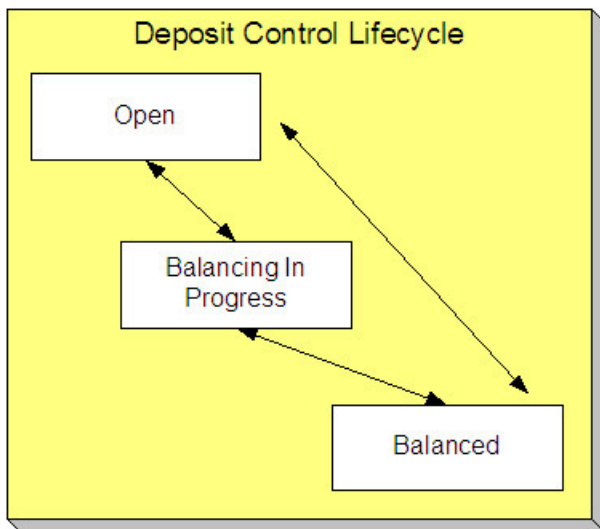 Deposit Control Lifecycle
Open
Balancing In
Progress
Balanced